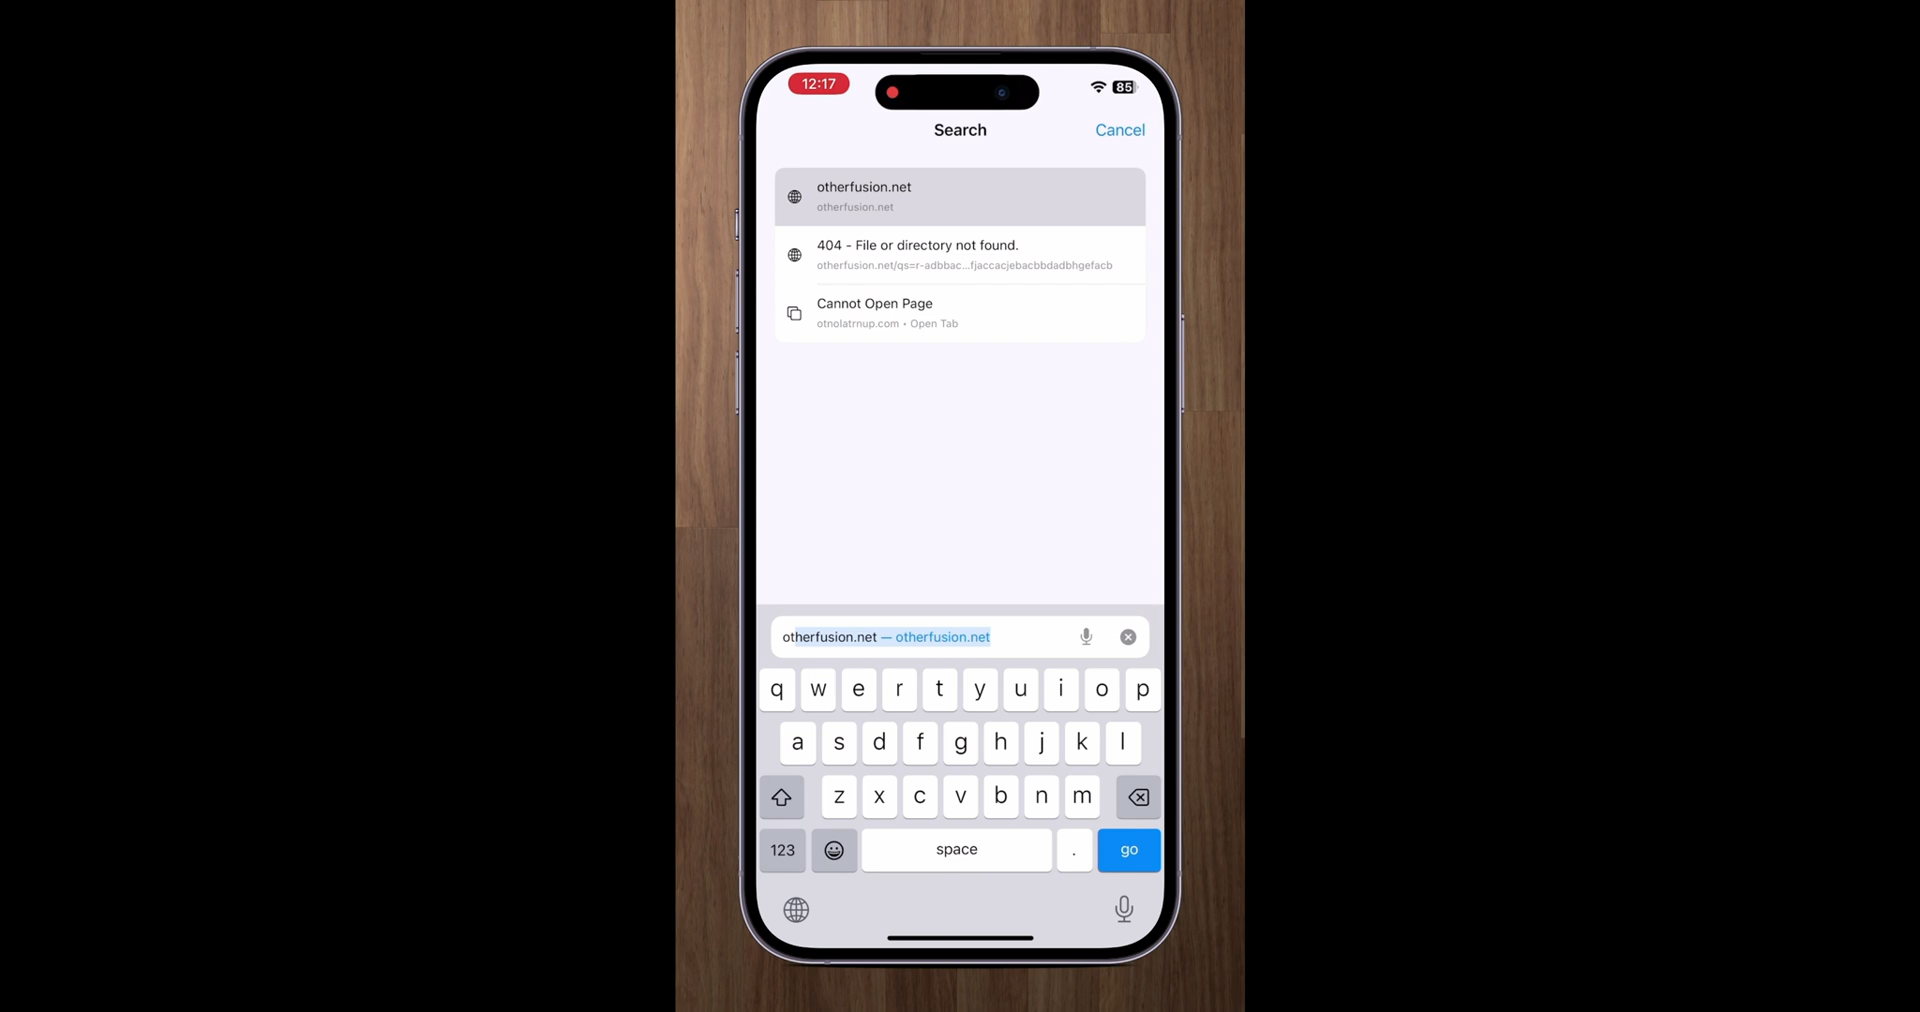 12:17
85
Search
Cancel
otherfusion.net
otherfusion.net
404 - File or directory not found.
otherfusion.net/qs=r-adbbac...fjaccacjebacbbdadbhgefacb
Cannot Open Page
otnolatrnup.com • Open Tab
otherfusion.net — otherfusion.net
q w e r t y u i o p
a s d f g h j k l
z x c v b n m
123
space
.
go